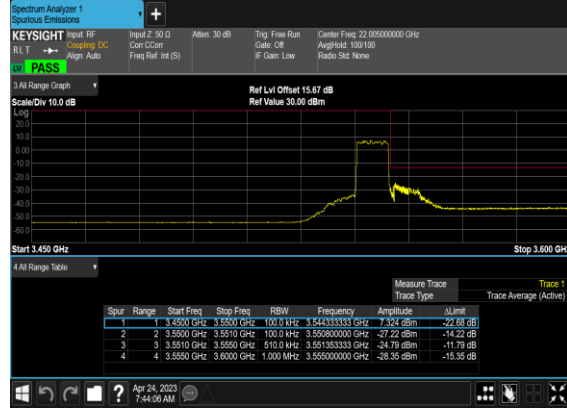 Spectrum Analyzer 1
Spurious Emissions
+
KEYSIGHT Input: RF Input Z: 50 Ω Atten: 30 dB Trig: Free Run Center Freq: 22.005000000 GHz
RLT Coupling: DC Corr CCorr Gate: Off Avg|Hold: 100/100
Align: Auto Freq Ref: Int (S) IF Gain: Low Radio Std: None
LW PASS
3 All Range Graph
Ref Lvl Offset 15.67 dB
Scale/Div 10.0 dB Ref Value 30.00 dBm
Log
20.0
10.0
0.00
-10.0
-20.0
-30.0
-40.0
-50.0
-60.0
Start 3.450 GHz Stop 3.600 GH
4 All Range Table
Measure Trace Trace 1
Trace Type Trace Average (Active)
Spur Range Start Freq Stop Freq RBW Frequency Amplitude ΔLimit
1 1 3.4500 GHz 3.5500 GHz 100.0 kHz 3.544333333 GHz 7.324 dBm -22.68 dB
2 2 3.5500 GHz 3.5510 GHz 100.0 kHz 3.550800000 GHz -27.22 dBm -14.22 dB
3 3 3.5510 GHz 3.5550 GHz 510.0 kHz 3.551353333 GHz -24.79 dBm -11.79 dB
4 4 3.5550 GHz 3.6000 GHz 1.000 MHz 3.555000000 GHz -28.35 dBm -15.35 dB
? Apr 24, 2023
7:44:06 AM